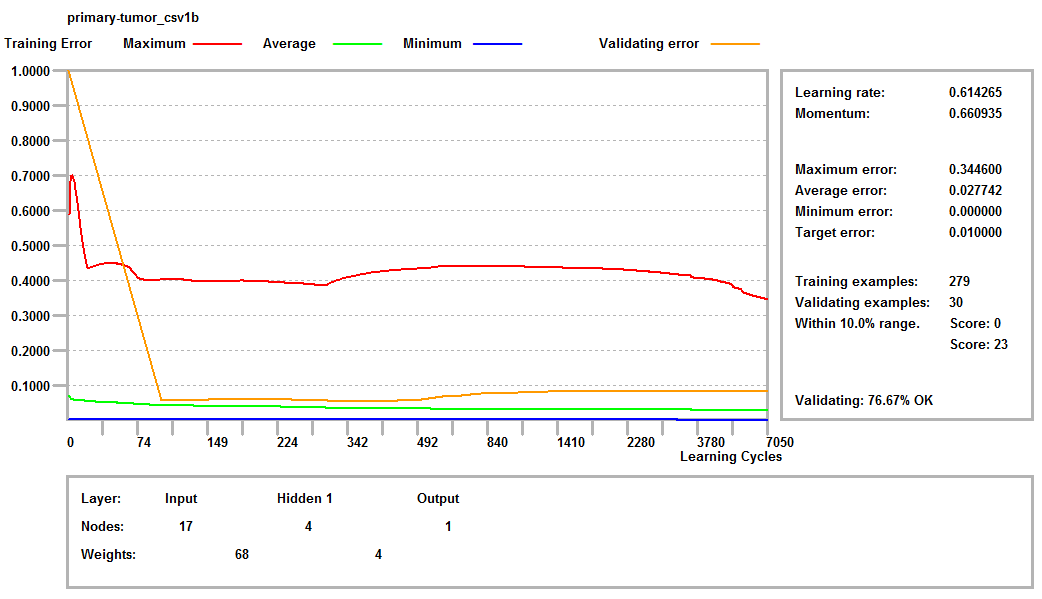 primary-tumor_csv1b
Training Error Maximum Average Minimum Validating error
1.0000
0.9000
0.8000
0.7000
0.6000
0.5000
0.4000
0.3000
0.2000
0.1000
0 74 149 224 342 492 840 1410 2280 3780 7050
Learning Cycles
Learning rate: 0.614265
Momentum: 0.660935
Maximum error: 0.344600
Average error: 0.027742
Minimum error: 0.000000
Target error: 0.010000
Training examples: 279
Validating examples: 30
Within 10.0% range. Score: 0
Score: 23
Validating: 76.67% OK
Layer: Input Hidden 1 Output
Nodes: 17 4 1
Weights: 68 4